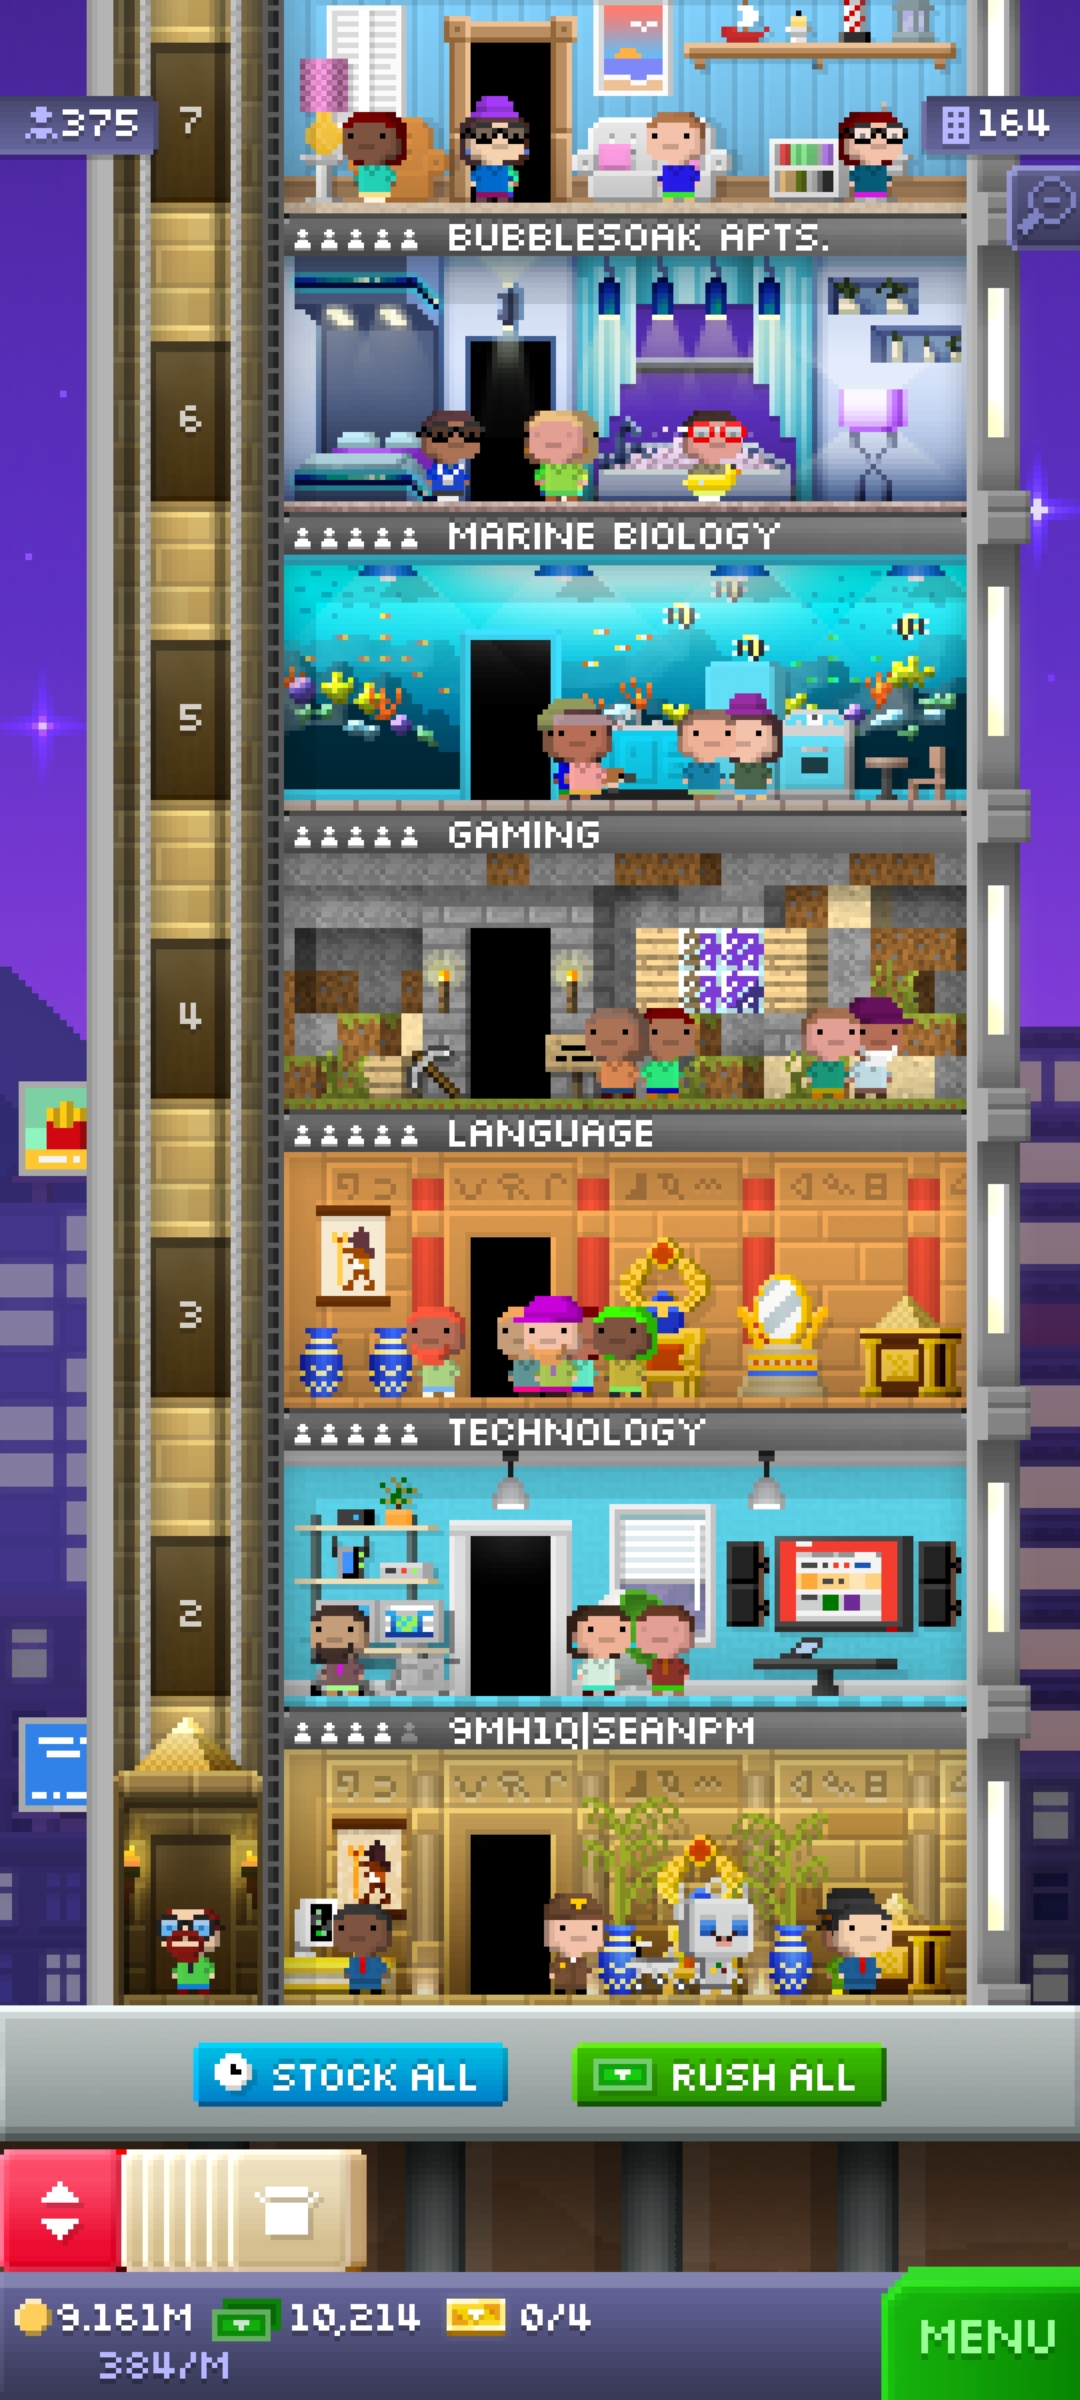 375
7
164
BUBBLESOAK APTS.
6
MARINE BIOLOGY
5
GAMING
4
LANGUAGE
3
TECHNOLOGY
2
9MH1Q|SEANPM
STOCK ALL
RUSH ALL
9.161M
10,214
0/4
384/M
MENU